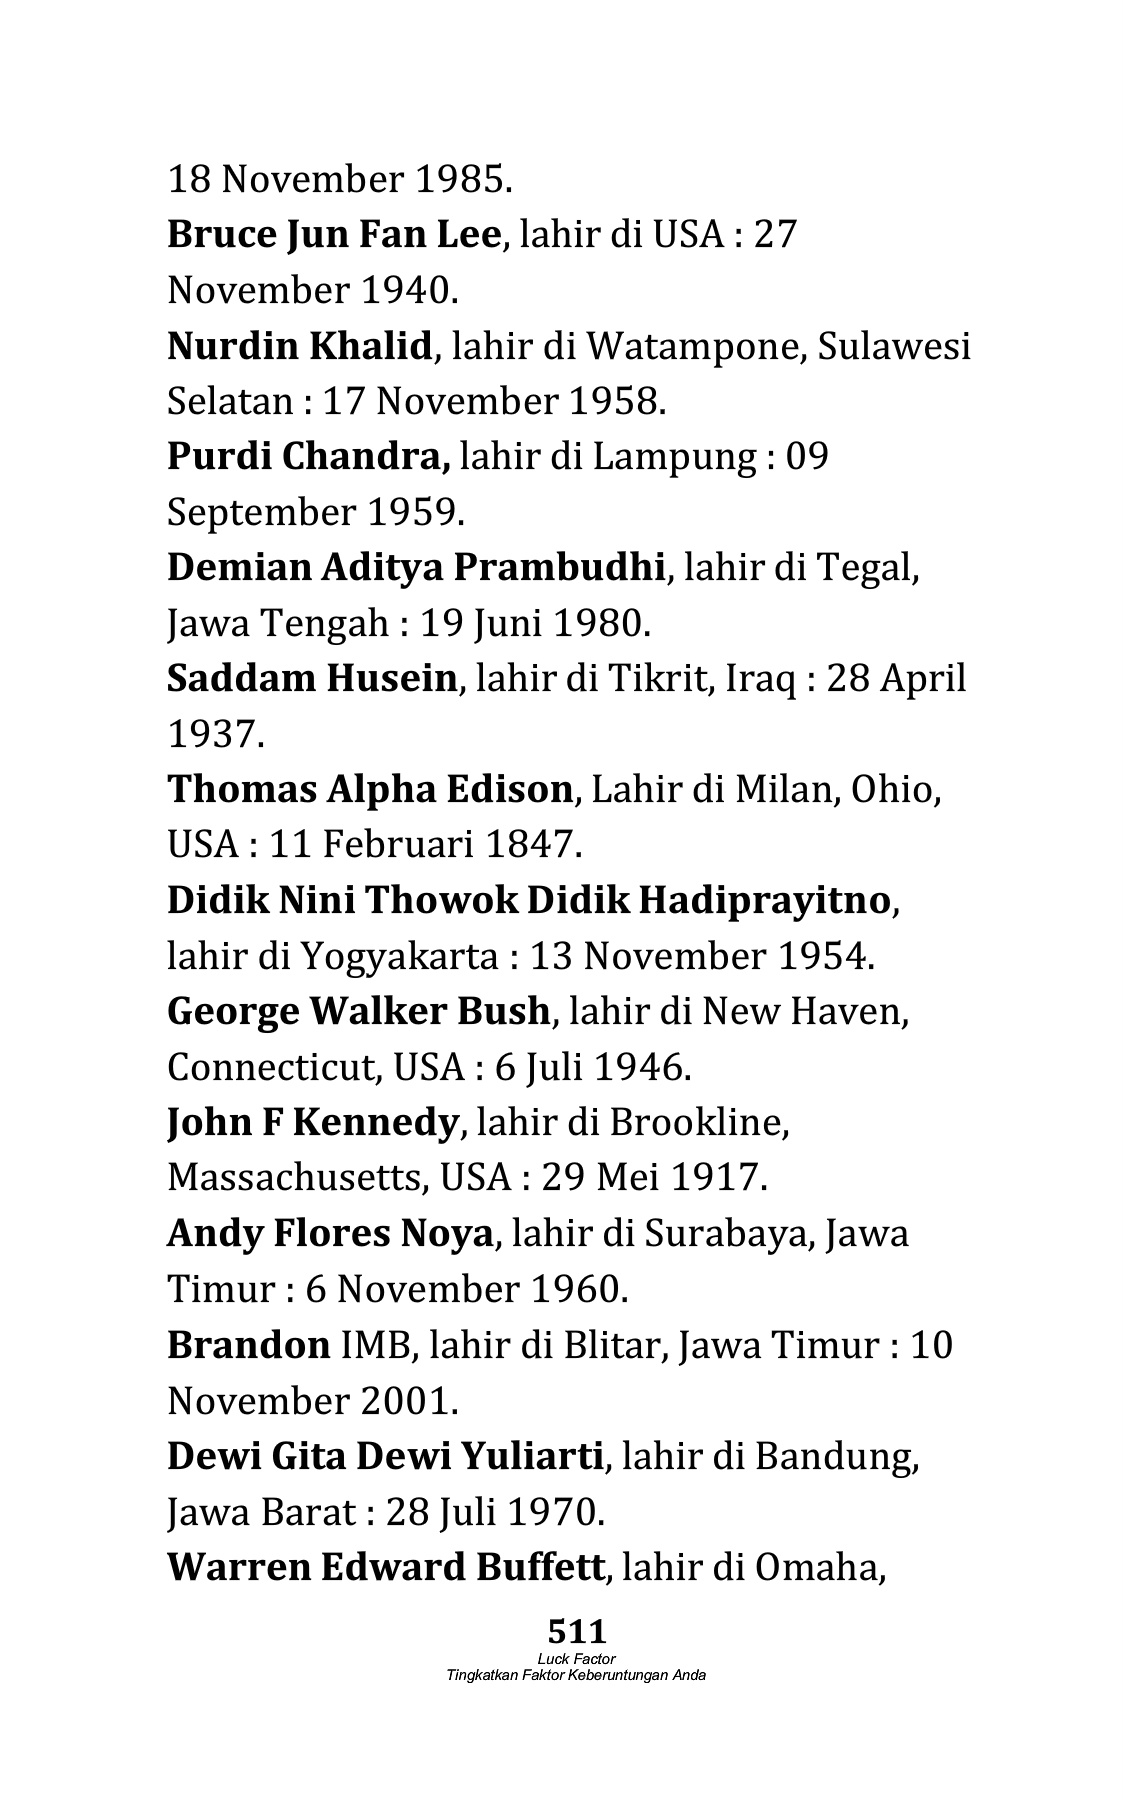 18 November 1985.
Bruce Jun Fan Lee, lahir di USA : 27
November 1940.
Nurdin Khalid, lahir di Watampone, Sulawesi
Selatan : 17 November 1958.
Purdi Chandra, lahir di Lampung : 09
September 1959.
Demian Aditya Prambudhi, lahir di Tegal,
Jawa Tengah : 19 Juni 1980.
Saddam Husein, lahir di Tikrit, Iraq : 28 April
1937.
Thomas Alpha Edison, Lahir di Milan, Ohio,
USA : 11 Februari 1847.
Didik Nini Thowok Didik Hadiprayitno,
lahir di Yogyakarta : 13 November 1954.
George Walker Bush, lahir di New Haven,
Connecticut, USA : 6 Juli 1946.
John F Kennedy, lahir di Brookline,
Massachusetts, USA : 29 Mei 1917.
Andy Flores Noya, lahir di Surabaya, Jawa
Timur : 6 November 1960.
Brandon IMB, lahir di Blitar, Jawa Timur : 10
November 2001.
Dewi Gita Dewi Yuliarti, lahir di Bandung,
Jawa Barat : 28 Juli 1970.
Warren Edward Buffett, lahir di Omaha,
511
Luck Factor
Tingkatkan Faktor Keberuntungan Anda